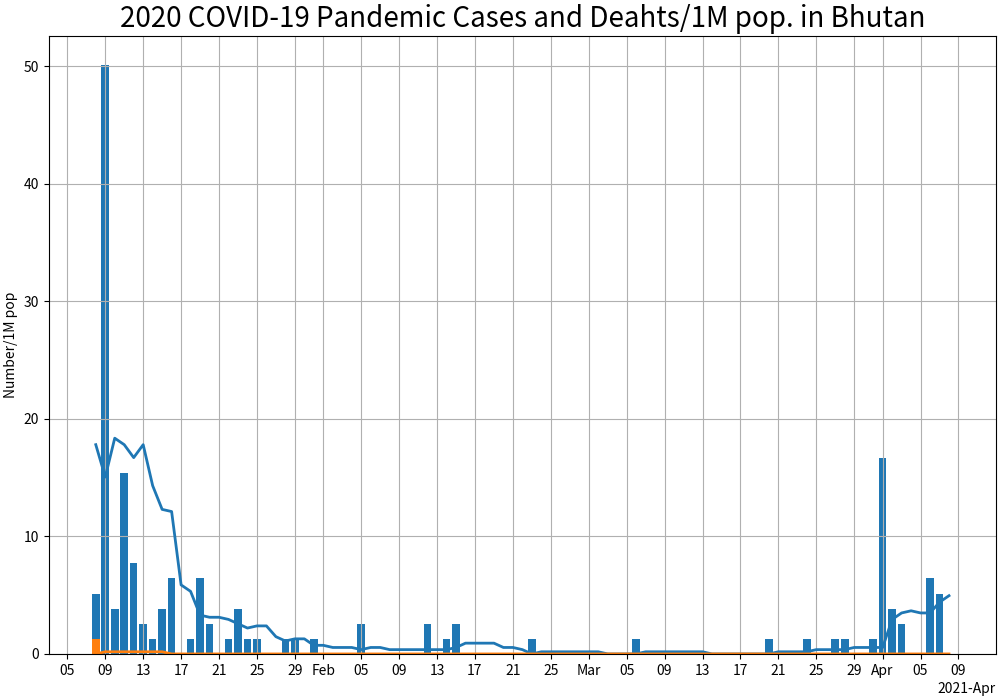 2020 COVID-19 Pandemic Cases and Deahts/1M pop. in Bhutan
Number/1M pop
50
40
30
20
10
0
05 09 13 17 21 25 29 Feb 05 09 13 17 21 25 Mar 05 09 13 17 21 25 29 Apr 05 09
2021-Apr